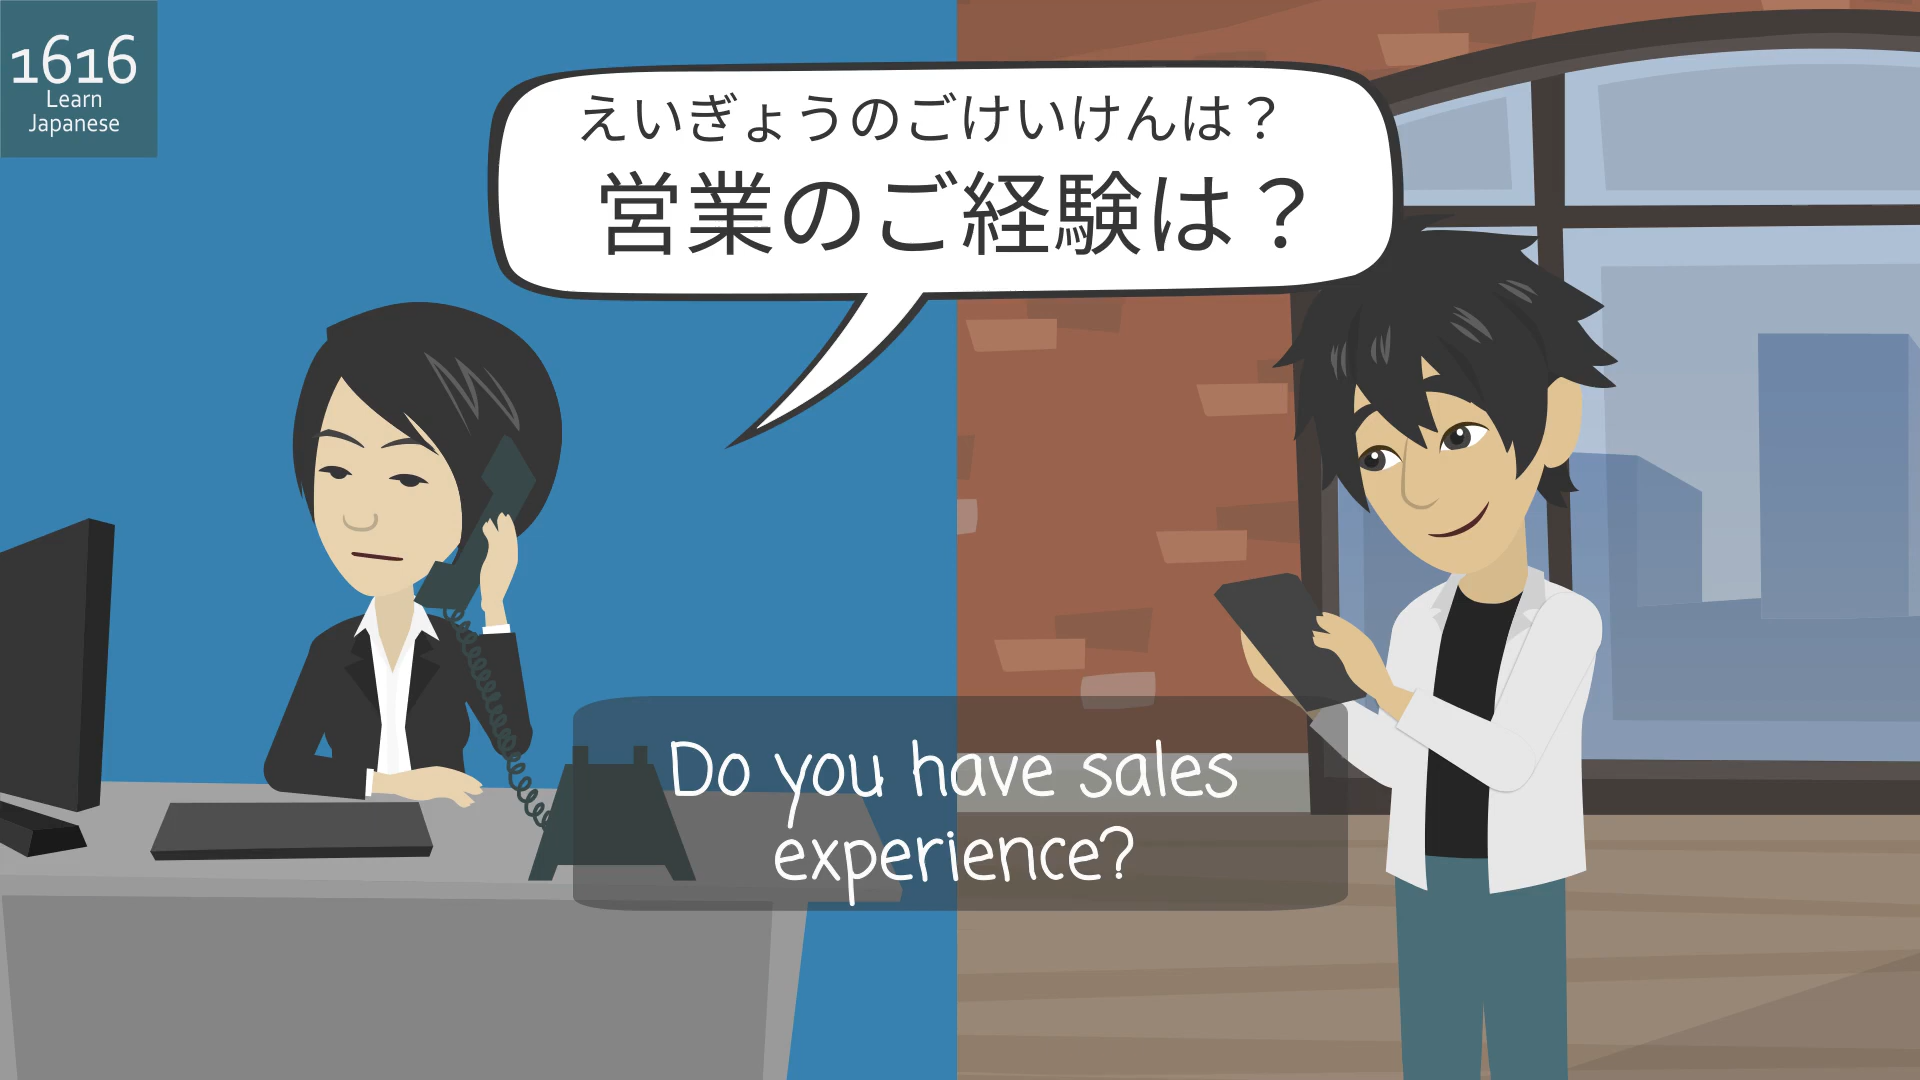 1616
Learn
Japanese
えいぎょうのごけいけんは？
営業のご経験は？
Do you have sales
experience?